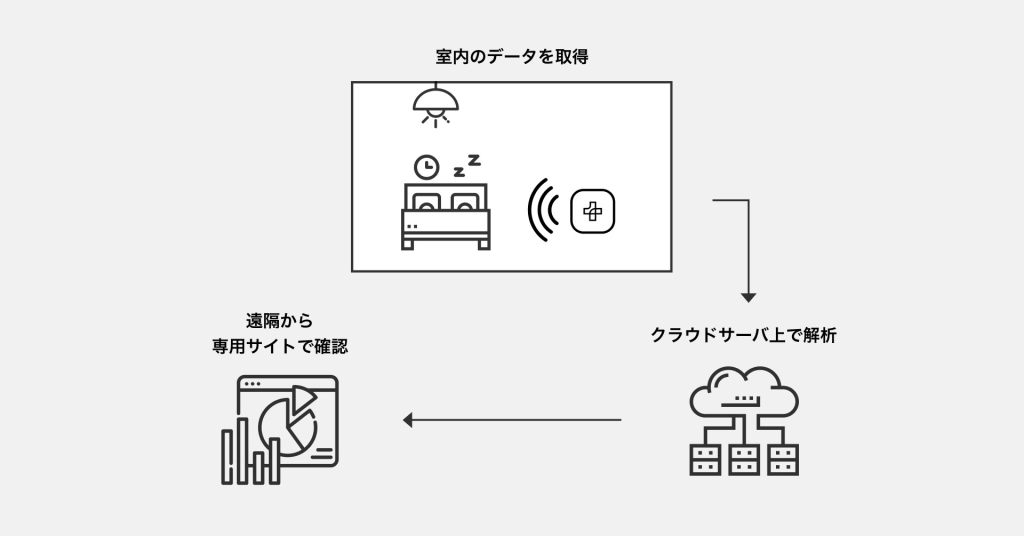 室内のデータを取得
遠隔から
専用サイトで確認
クラウドサーバ上で解析